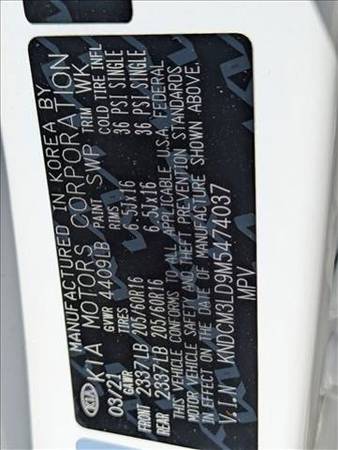 MANUFACTURED IN KOREA BY
KIA MOTORS CORPORATION
GVWR 4409LB PAINT SWP TRIM WK
03/21 GAWR TIRES RIMS COLD TIRE INFL
FRONT 2337LB 205/60R16 6.5JX16 36 PSI SINGLE
REAR 2337LB 205/60R16 6.5JX16 36 PSI SINGLE
THIS VEHICLE CONFORMS TO ALL APPLICABLE U.S.A. FEDERAL
MOTOR VEHICLE SAFETY AND THEFT PREVENTION STANDARDS
IN EFFECT ON THE DATE OF MANUFACTURE SHOWN ABOVE.
V.I.N KNDCM3LD9M5474037
MPV